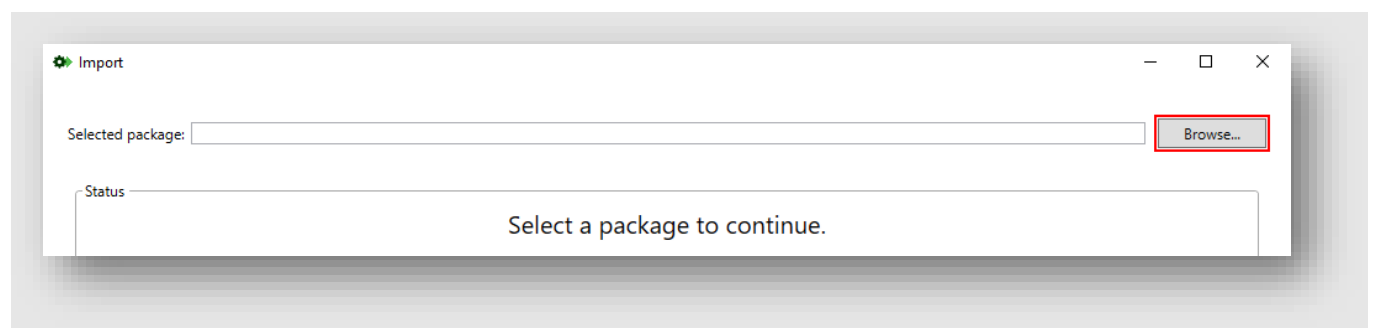 Import
Selected package: Browse...
Status
Select a package to continue.